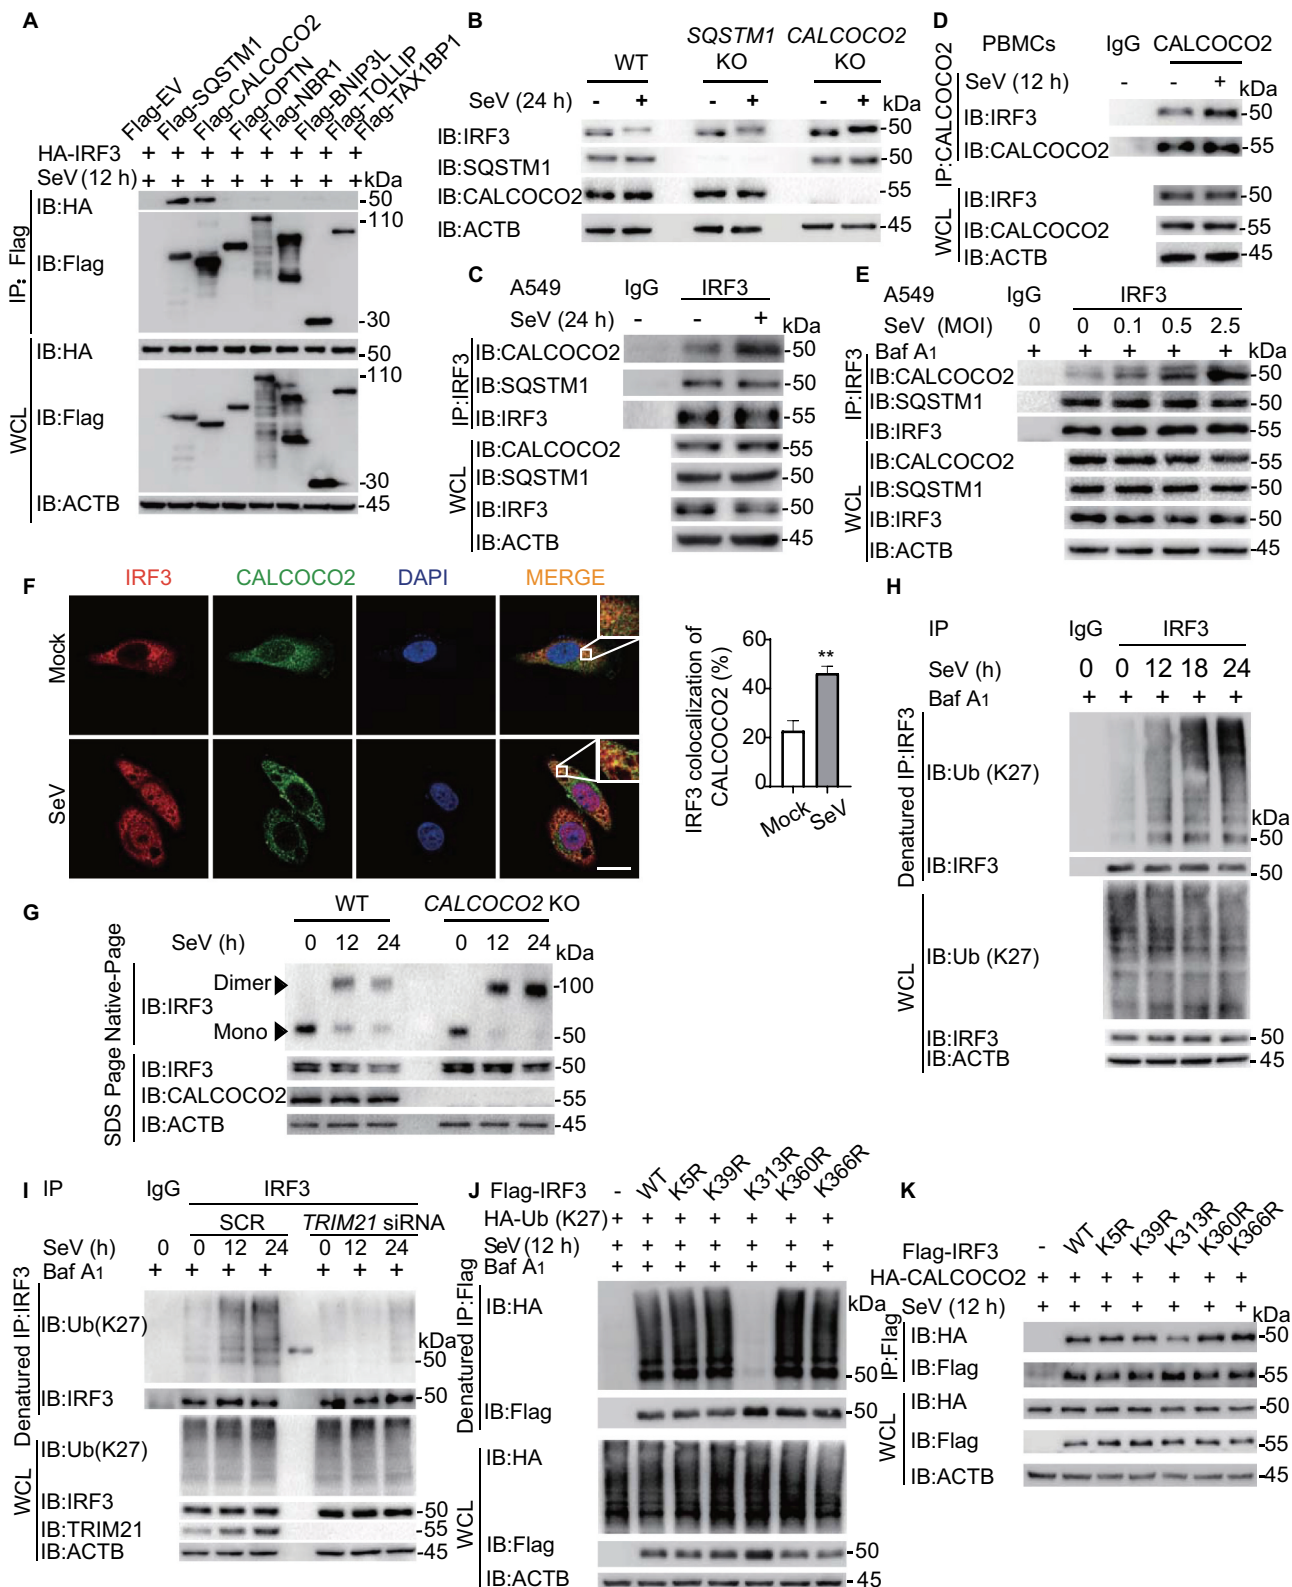 A
Flag-EV
Flag-SQSTM1
Flag-CALCOCO2
Flag-OPTN
Flag-NBR1
Flag-BNIP3L
Flag-TOLLIP
Flag-TAX1BP1
HA-IRF3 + + + + + + + +
SeV (12 h) + + + + + + + + kDa
IP: Flag
IB:HA -50
-110
IB:Flag
-30
WCL
IB:HA -50
-110
IB:Flag
-30
IB:ACTB -45
B
WT SQSTM1 KO CALCOCO2 KO
SeV (24 h) - + - + - + kDa
IB:IRF3 -50
IB:SQSTM1 -50
IB:CALCOCO2 -55
IB:ACTB 45-
C
A549 IgG IRF3
SeV (24 h) - - + kDa
IP:IRF3
IB:CALCOCO2 -50
IB:SQSTM1 -50
IB:IRF3 -55
WCL
IB:CALCOCO2 -55
IB:SQSTM1 -50
IB:IRF3 -50
IB:ACTB -45
D
PBMCs IgG CALCOCO2
SeV (12 h) - - + kDa
IP:CALCOCO2
IB:IRF3 -50
IB:CALCOCO2 -55
WCL
IB:IRF3 -50
IB:CALCOCO2 -55
IB:ACTB -45
E
A549 IgG IRF3
SeV (MOI) 0 0 0.1 0.5 2.5
Baf A1 + + + + + kDa
IP:IRF3
IB:CALCOCO2 -50
IB:SQSTM1 -50
IB:IRF3 -55
WCL
IB:CALCOCO2 -55
IB:SQSTM1 -50
IB:IRF3 -50
IB:ACTB -45
F
IRF3 CALCOCO2 DAPI MERGE
Mock
SeV
IRF3 colocalization of
CALCOCO2 (%)
60
40
20
0
**
Mock SeV
G
WT CALCOCO2 KO
SeV (h) 0 12 24 0 12 24 kDa
Native-Page
Dimer -100
IB:IRF3
Mono -50
SDS Page
IB:IRF3 -50
IB:CALCOCO2 -55
IB:ACTB -45
H
IP IgG IRF3
SeV (h) 0 0 12 18 24
Baf A1 + + + + +
Denatured IP:IRF3
IB:Ub (K27)
kDa
-50
IB:IRF3 -50
WCL
IB:Ub (K27)
IB:IRF3 -50
IB:ACTB -45
I
IP IgG IRF3
SCR TRIM21 siRNA
SeV (h) 0 0 12 24 0 12 24
Baf A1 + + + + + + +
Denatured IP:IRF3
IB:Ub(K27)
kDa
-50
IB:IRF3 -50
WCL
IB:Ub(K27)
IB:IRF3 -50
IB:TRIM21 -55
IB:ACTB -45
J
Flag-IRF3 - WT K5R K39R K313R K360R K366R
HA-Ub (K27) + + + + + + +
SeV (12 h) + + + + + + +
Baf A1 + + + + + + +
Denatured IP:Flag
IB:HA kDa
50-
IB:Flag -50
WCL
IB:HA
IB:Flag -50
IB:ACTB -45
K
Flag-IRF3 - WT K5R K39R K313R K360R K366R
HA-CALCOCO2 + + + + + + +
SeV (12 h) + + + + + + + kDa
IP:Flag
IB:HA -50
IB:Flag -55
WCL
IB:HA -50
IB:Flag -55
IB:ACTB -45